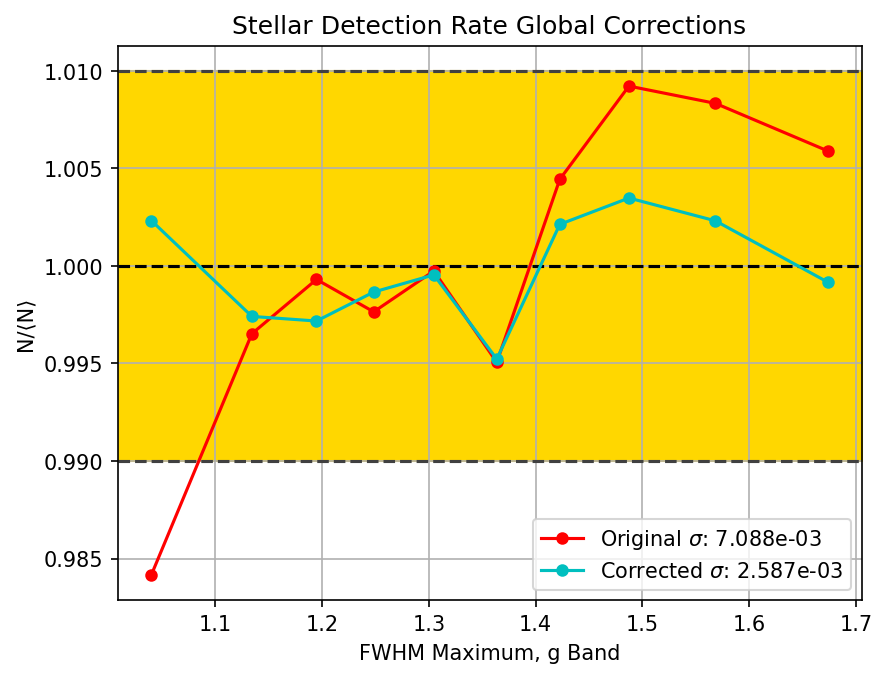 Stellar Detection Rate Global Corrections
1.010
1.005
1.000
0.995
0.990
0.985
N/⟨N⟩
Original σ: 7.088e-03
Corrected σ: 2.587e-03
1.1 1.2 1.3 1.4 1.5 1.6 1.7
FWHM Maximum, g Band